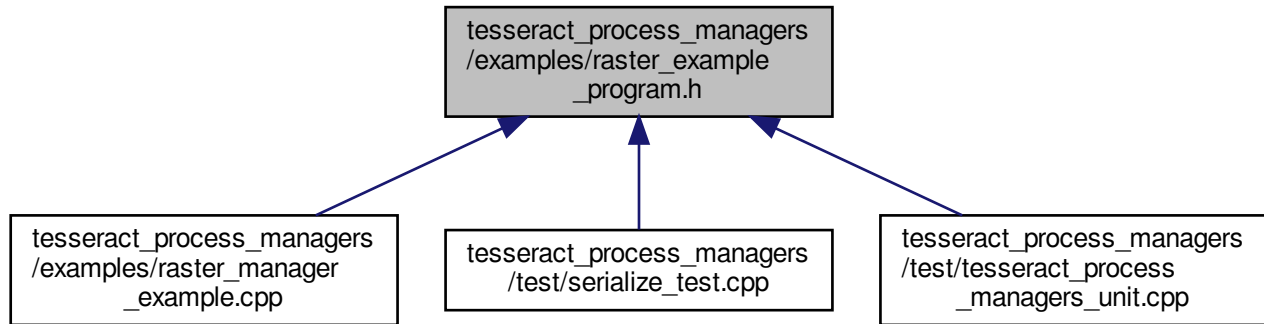 tesseract_process_managers
/examples/raster_example
_program.h
tesseract_process_managers
/examples/raster_manager
_example.cpp
tesseract_process_managers
/test/serialize_test.cpp
tesseract_process_managers
/test/tesseract_process
_managers_unit.cpp